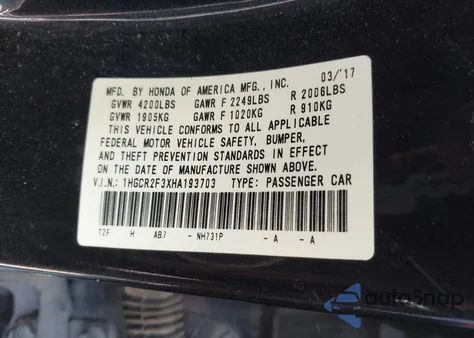 MFD. BY HONDA OF AMERICA MFG., INC. 03/'17
GVWR 4200LBS GAWR F 2249LBS R 2006LBS
GVWR 1905KG GAWR F 1020KG R 910KG
THIS VEHICLE CONFORMS TO ALL APPLICABLE
FEDERAL MOTOR VEHICLE SAFETY, BUMPER,
AND THEFT PREVENTION STANDARDS IN EFFECT
ON THE DATE OF MANUFACTURE SHOWN ABOVE.
V.I.N.: 1HGCR2F3XHA193703 TYPE: PASSENGER CAR
T2F H AB7 - NH731P - A - A
autoSnap